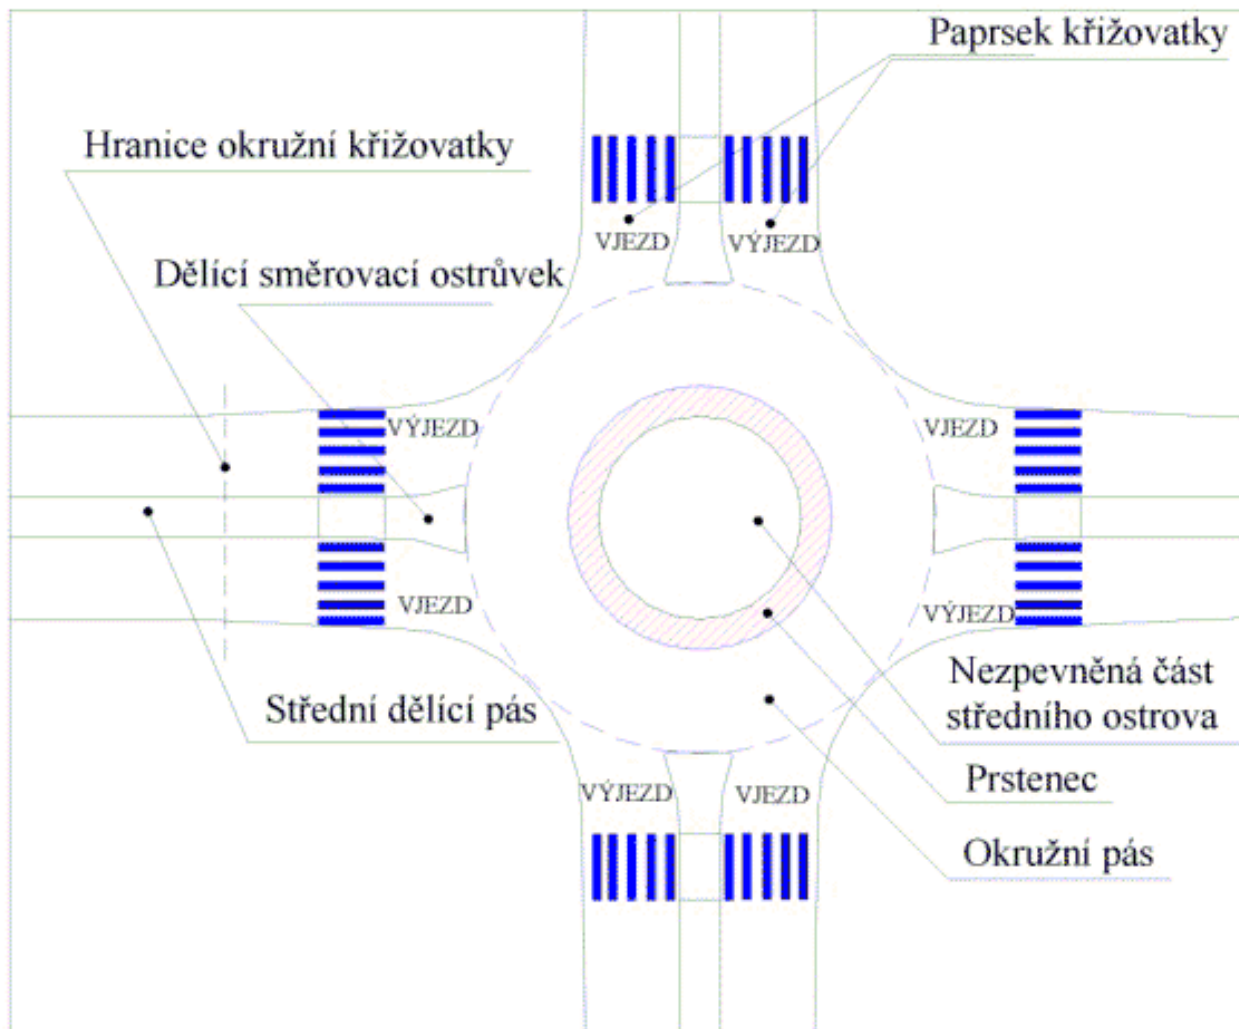 Paprsek křižovatky
Hranice okružní křižovatky
VJEZD
VÝJEZD
Dělící směrovací ostrůvek
VÝJEZD
VJEZD
VJEZD
VÝJEZD
Nezpevněná část
středního ostrova
Střední dělící pás
Prstenec
VÝJEZD
VJEZD
Okružní pás